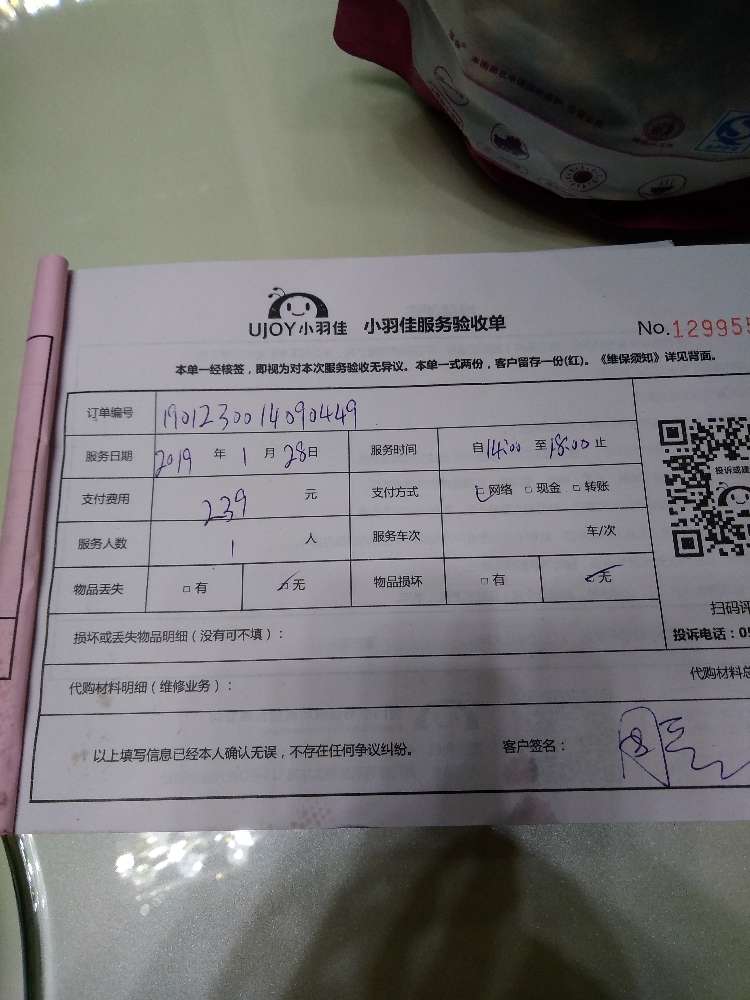 UJOY小羽佳 小羽佳服务验收单 No.129955
本单一经核签，即视为对本次服务验收无异议。本单一式两份，客户留存一份(红)。《维保须知》详见背面。
订单编号 1901230014090449
服务日期 2019 年 1 月 28日 服务时间 自14:00 至18:00 止
支付费用 239 元 支付方式 □网络 □现金 □转账
服务人数 1 人 服务车次 车/次
物品丢失 □有 □无 物品损坏 □有 □无
投诉或建
扫码评
损坏或丢失物品明细（没有可不填）：
投诉电话：05
代购材料明细（维修业务）： 代购材料总
以上填写信息已经本人确认无误，不存在任何争议纠纷。 客户签名：